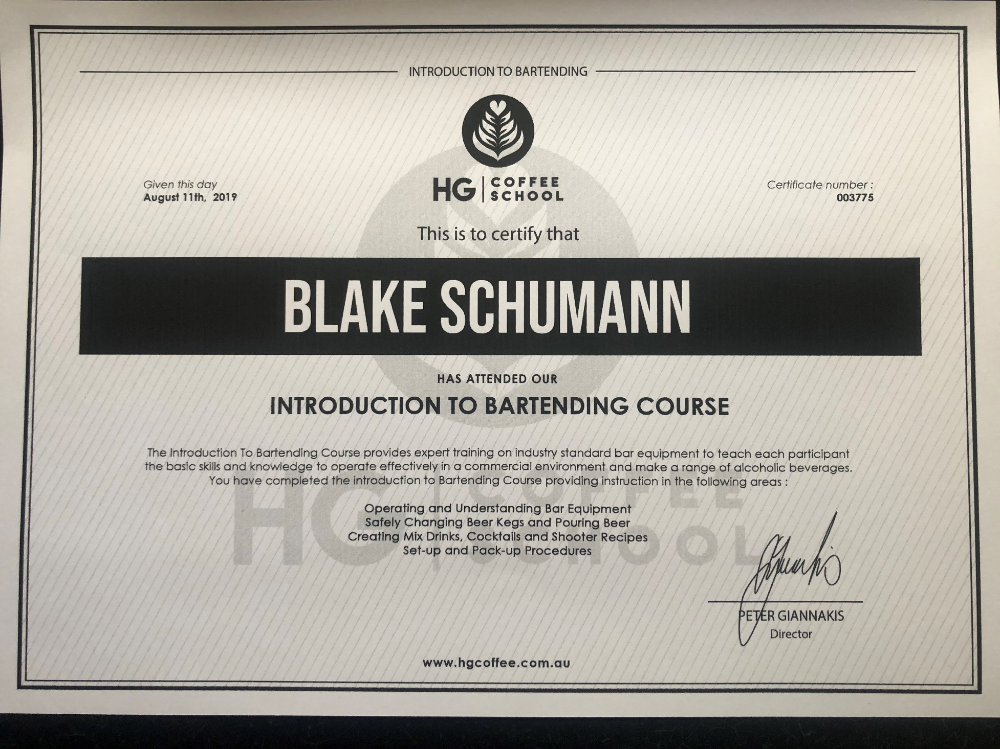 INTRODUCTION TO BARTENDING
HG | COFFEE
SCHOOL
Given this day
August 11th, 2019
Certificate number :
003775
This is to certify that
BLAKE SCHUMANN
HAS ATTENDED OUR
INTRODUCTION TO BARTENDING COURSE
The Introduction To Bartending Course provides expert training on industry standard bar equipment to teach each participant
the basic skills and knowledge to operate effectively in a commercial environment and make a range of alcoholic beverages.
You have completed the introduction to Bartending Course providing instruction in the following areas :
HG | COFFEE
SCHOOL
Operating and Understanding Bar Equipment
Safely Changing Beer Kegs and Pouring Beer
Creating Mix Drinks, Cocktails and Shooter Recipes
Set-up and Pack-up Procedures
PETER GIANNAKIS
Director
www.hgcoffee.com.au